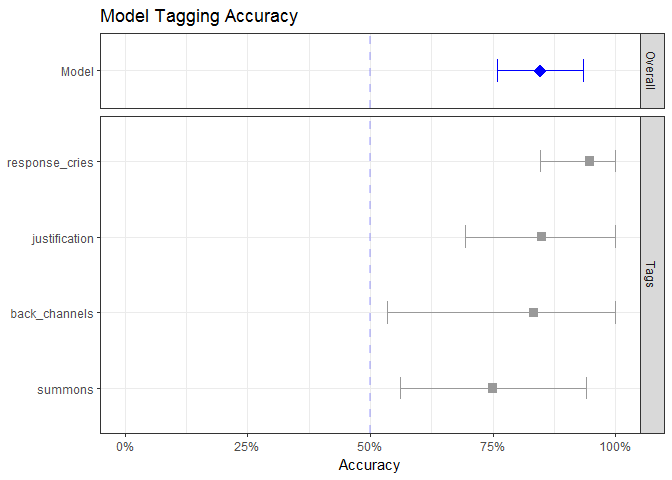 Model Tagging Accuracy
Model
Overall
response_cries
justification
back_channels
summons
Tags
0%
25%
50%
75%
100%
Accuracy